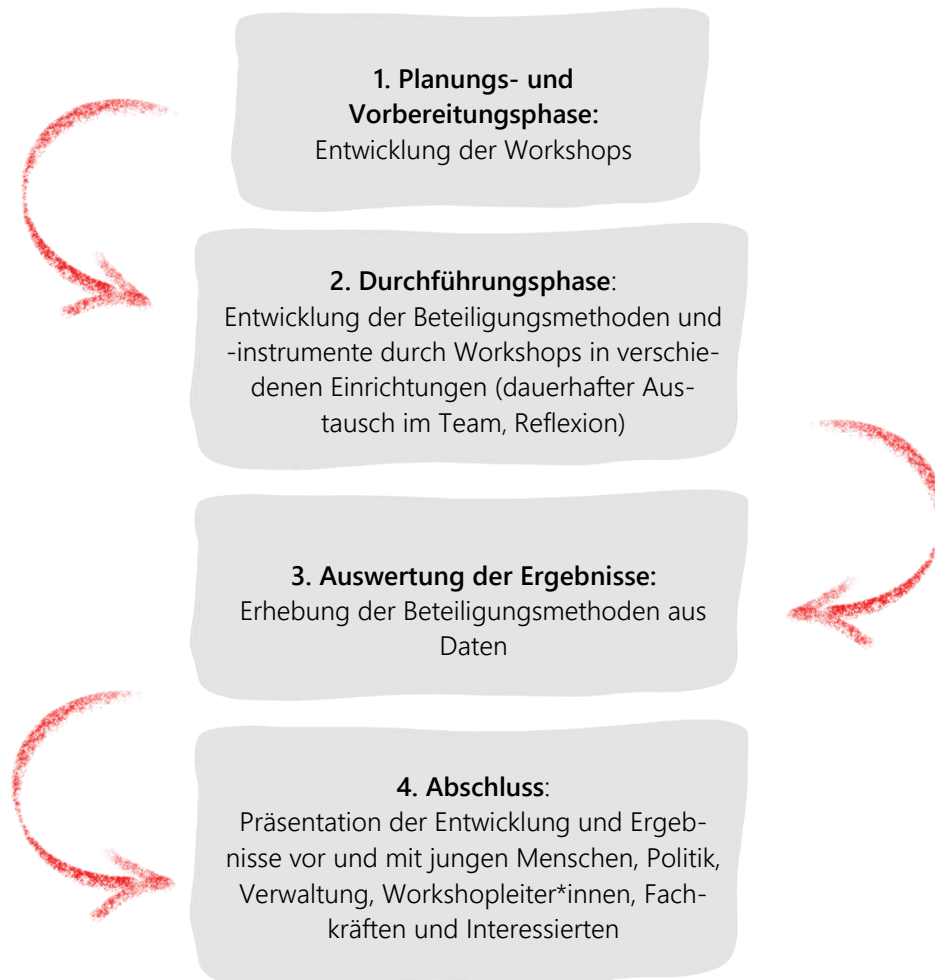 1. Planungs- und
Vorbereitungsphase:
Entwicklung der Workshops
2. Durchführungsphase:
Entwicklung der Beteiligungsmethoden und
-instrumente durch Workshops in verschie-
denen Einrichtungen (dauerhafter Aus-
tausch im Team, Reflexion)
3. Auswertung der Ergebnisse:
Erhebung der Beteiligungsmethoden aus
Daten
4. Abschluss:
Präsentation der Entwicklung und Ergeb-
nisse vor und mit jungen Menschen, Politik,
Verwaltung, Workshopleiter*innen, Fach-
kräften und Interessierten